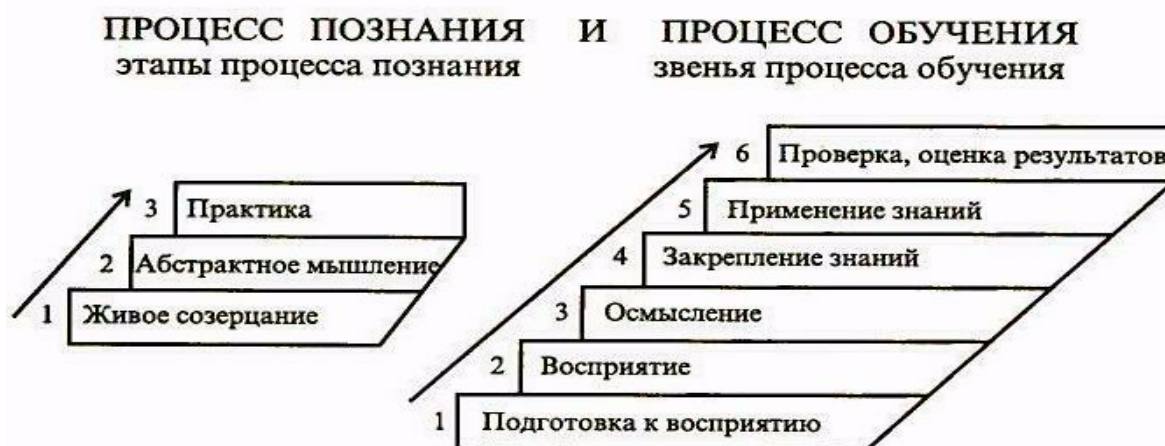 ПРОЦЕСС ПОЗНАНИЯ И ПРОЦЕСС ОБУЧЕНИЯ
этапы процесса познания звенья процесса обучения
3 Практика
2 Абстрактное мышление
1 Живое созерцание
6 Проверка, оценка результатов
5 Применение знаний
4 Закрепление знаний
3 Осмысление
2 Восприятие
1 Подготовка к восприятию